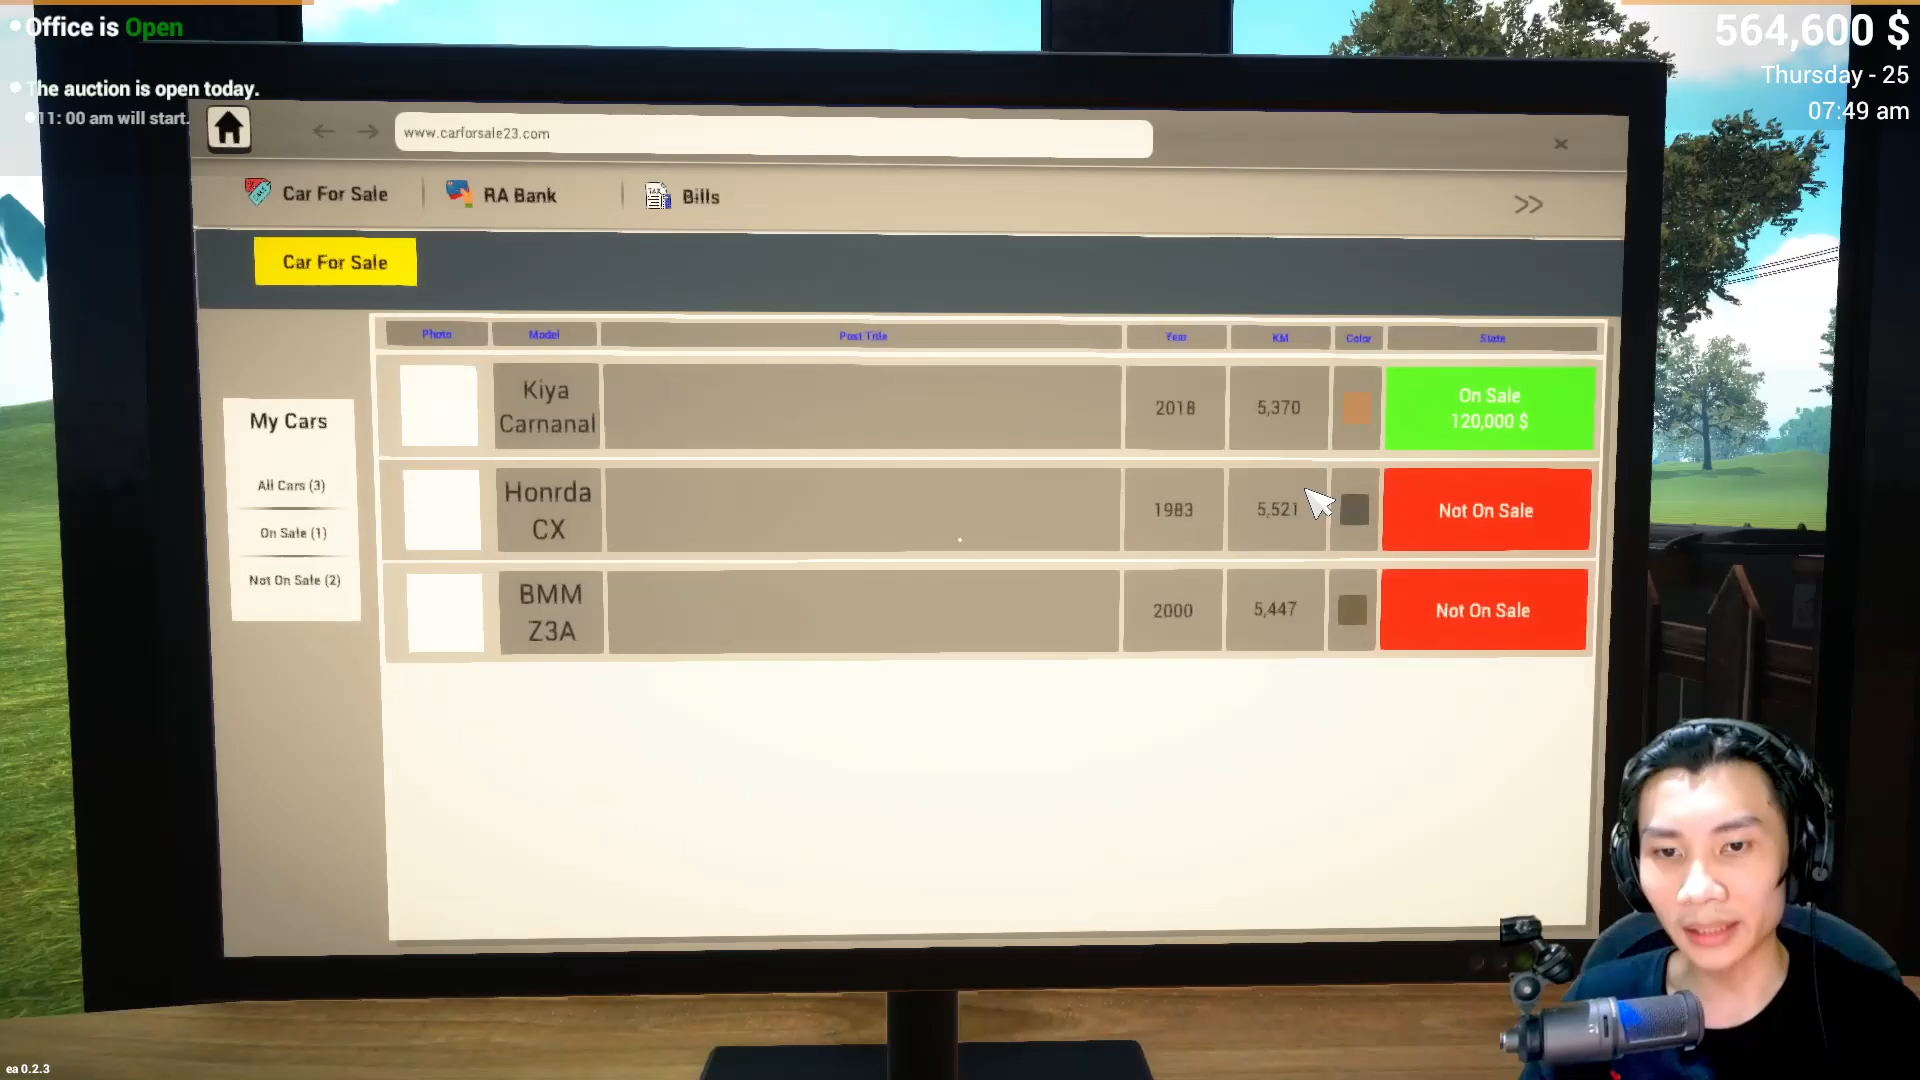 Office is Open
The auction is open today.
11: 00 am will start.
564,600 $
Thursday - 25
07:49 am
www.carforsale23.com
Car For Sale
RA Bank
Bills
>>
Car For Sale
Photo Model Post Title Year KM Color State
My Cars
All Cars (3)
On Sale (1)
Not On Sale (2)
Kiya
Carnanal
2018
5,370
On Sale
120,000 $
Honrda
CX
1983
5,521
Not On Sale
BMM
Z3A
2000
5,447
Not On Sale
ea 0.2.3